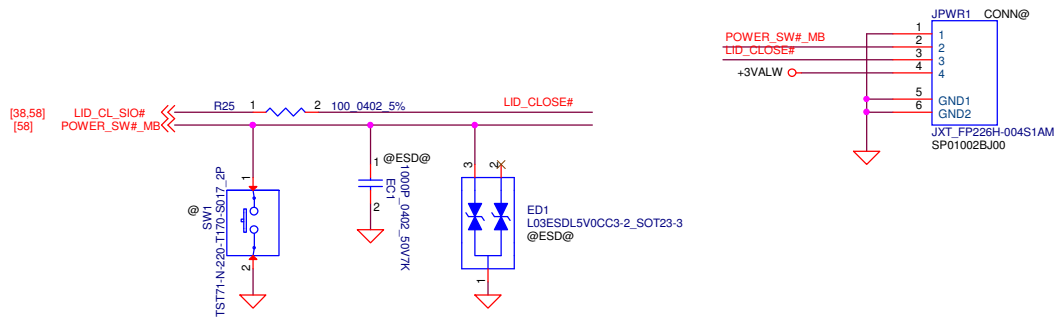 JPWR1 CONN@
1 1
POWER_SW#_MB 2 2
LID_CLOSE# 3 3
+3VALW 4 4
5 GND1
6 GND2
JXT_FP226H-004S1AM
SP01002BJ00
[38,58] LID_CL_SIO# R25 1 2 100_0402_5% LID_CLOSE#
[58] POWER_SW#_MB
1
2
@
SW1
TST71-N-220-T170-S017_2P
1
2
@ESD@
EC1
1000P_0402_50V7K
3
2
1
ED1
L03ESDL5V0CC3-2_SOT23-3
@ESD@